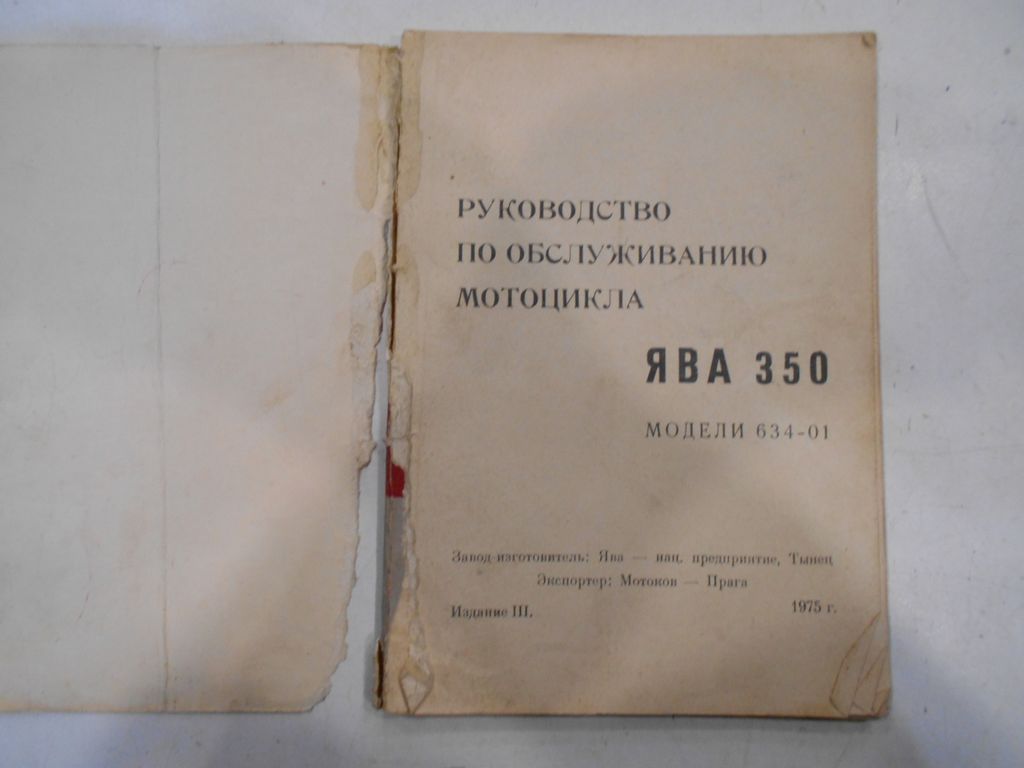 РУКОВОДСТВО
ПО ОБСЛУЖИВАНИЮ
МОТОЦИКЛА
ЯВА 350
МОДЕЛИ 634-01
Завод-изготовитель: Ява — нац. предприятие, Тынец
Экспортер: Мотоков — Прага
Издание III. 1975 г.